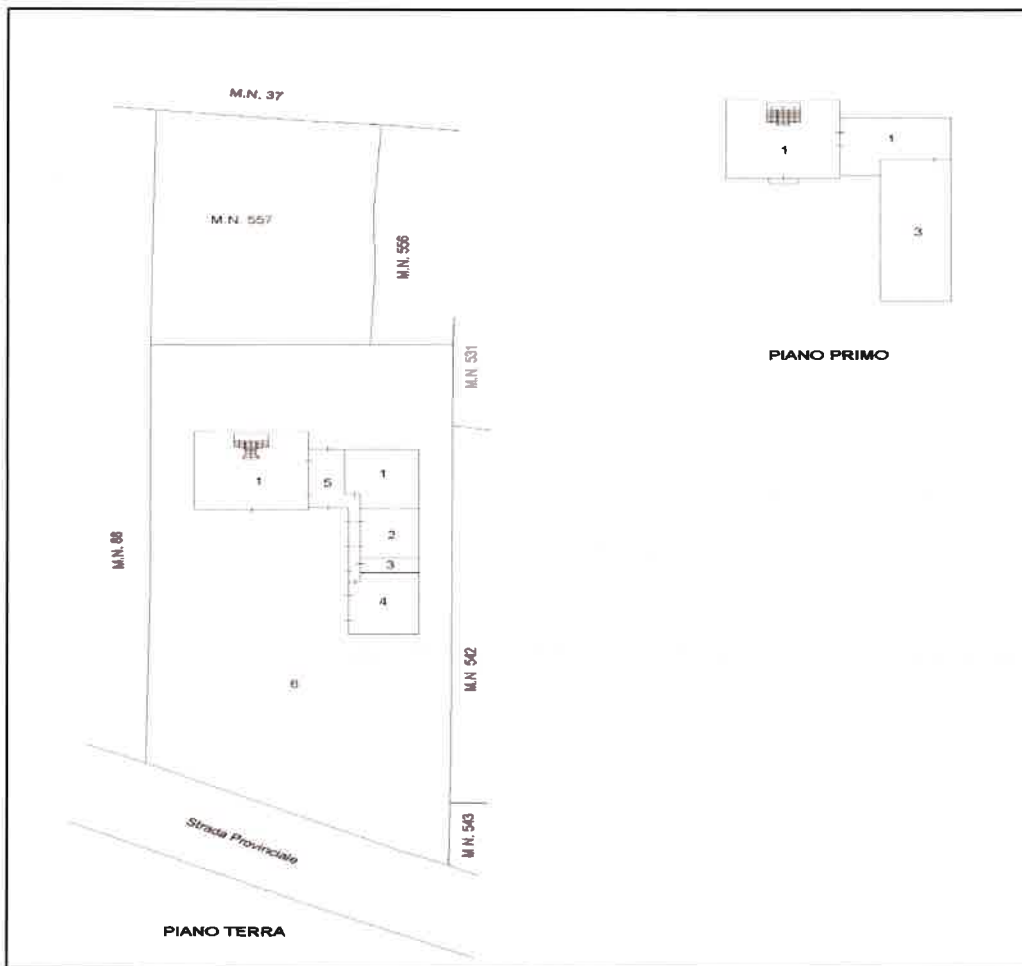 M.N. 37
M.N. 557
M.N. 556
M.N. 531
M.N. 88
1
5
1
2
3
4
6
M.N. 542
M.N. 543
Strada Provinciale
PIANO TERRA
1
1
3
PIANO PRIMO